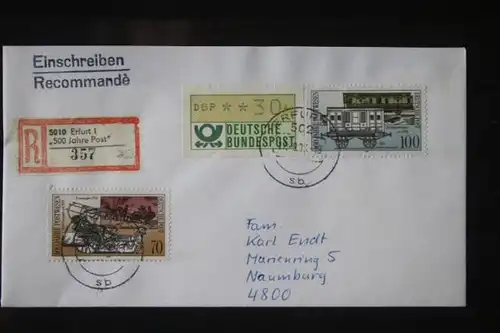 Einschreiben
Recommandè
R
5010 Erfurt 1
„500 Jahre Post"
357
DBP * * 30
DEUTSCHE
BUNDESPOST
100
70
sb
sb
Fam.
Karl Endt
Marienring 5
Naumburg
4800